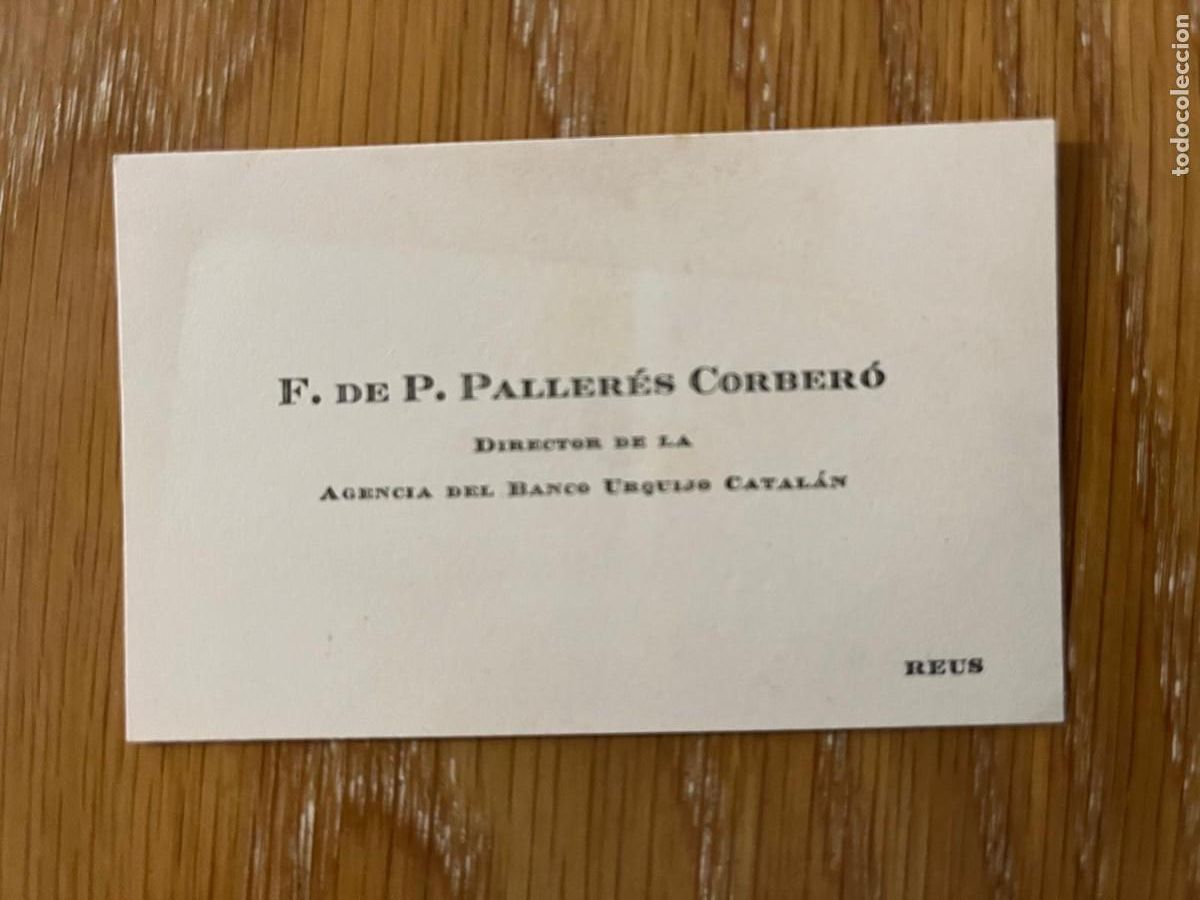 F. DE P. PALLERÉS CORBERÓ
DIRECTOR DE LA
AGENCIA DEL BANCO URQUIJO CATALÁN
REUS
todocoleccion